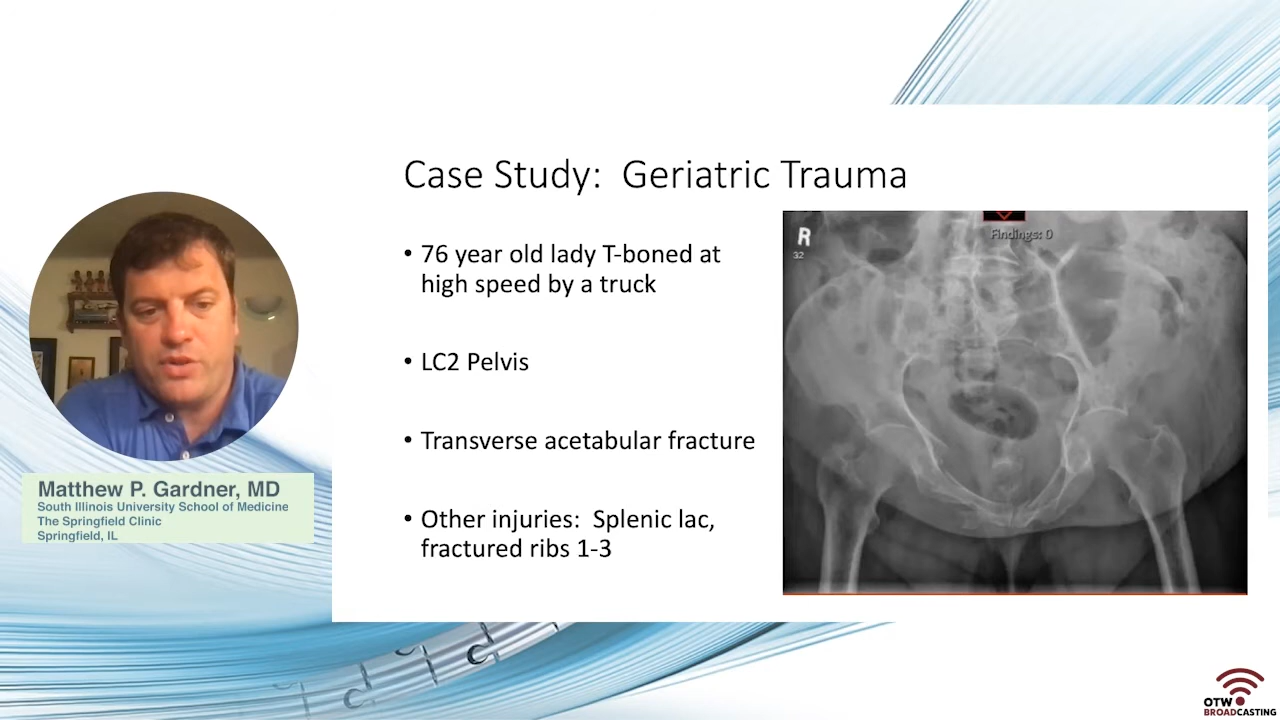 Case Study: Geriatric Trauma
• 76 year old lady T-boned at
high speed by a truck
• LC2 Pelvis
• Transverse acetabular fracture
• Other injuries: Splenic lac,
fractured ribs 1-3
R
32
Findings: 0
Matthew P. Gardner, MD
South Illinois University School of Medicine
The Springfield Clinic
Springfield, IL
OTW
BROADCASTING